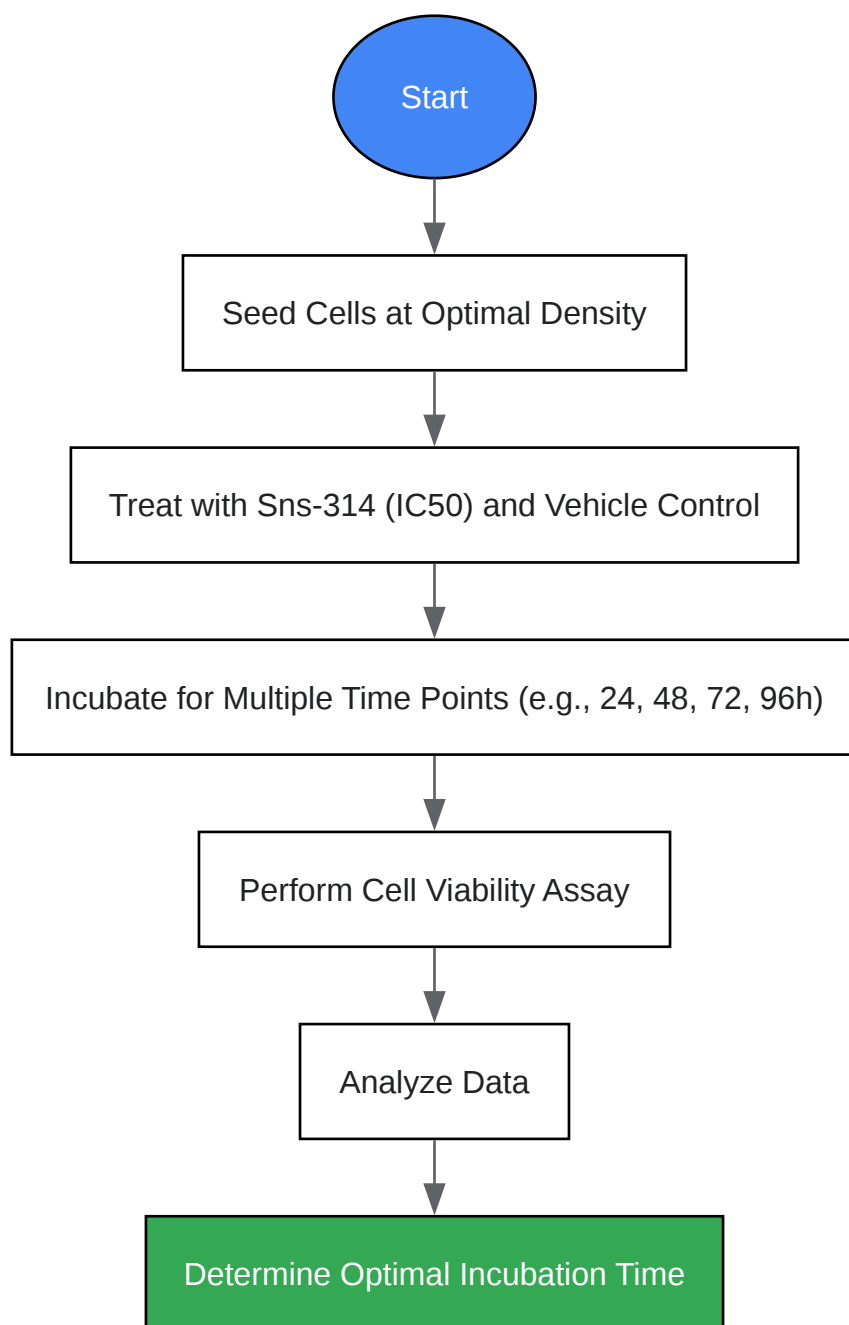 Start
Seed Cells at Optimal Density
Treat with Sns-314 (IC50) and Vehicle Control
Incubate for Multiple Time Points (e.g., 24, 48, 72, 96h)
Perform Cell Viability Assay
Analyze Data
Determine Optimal Incubation Time